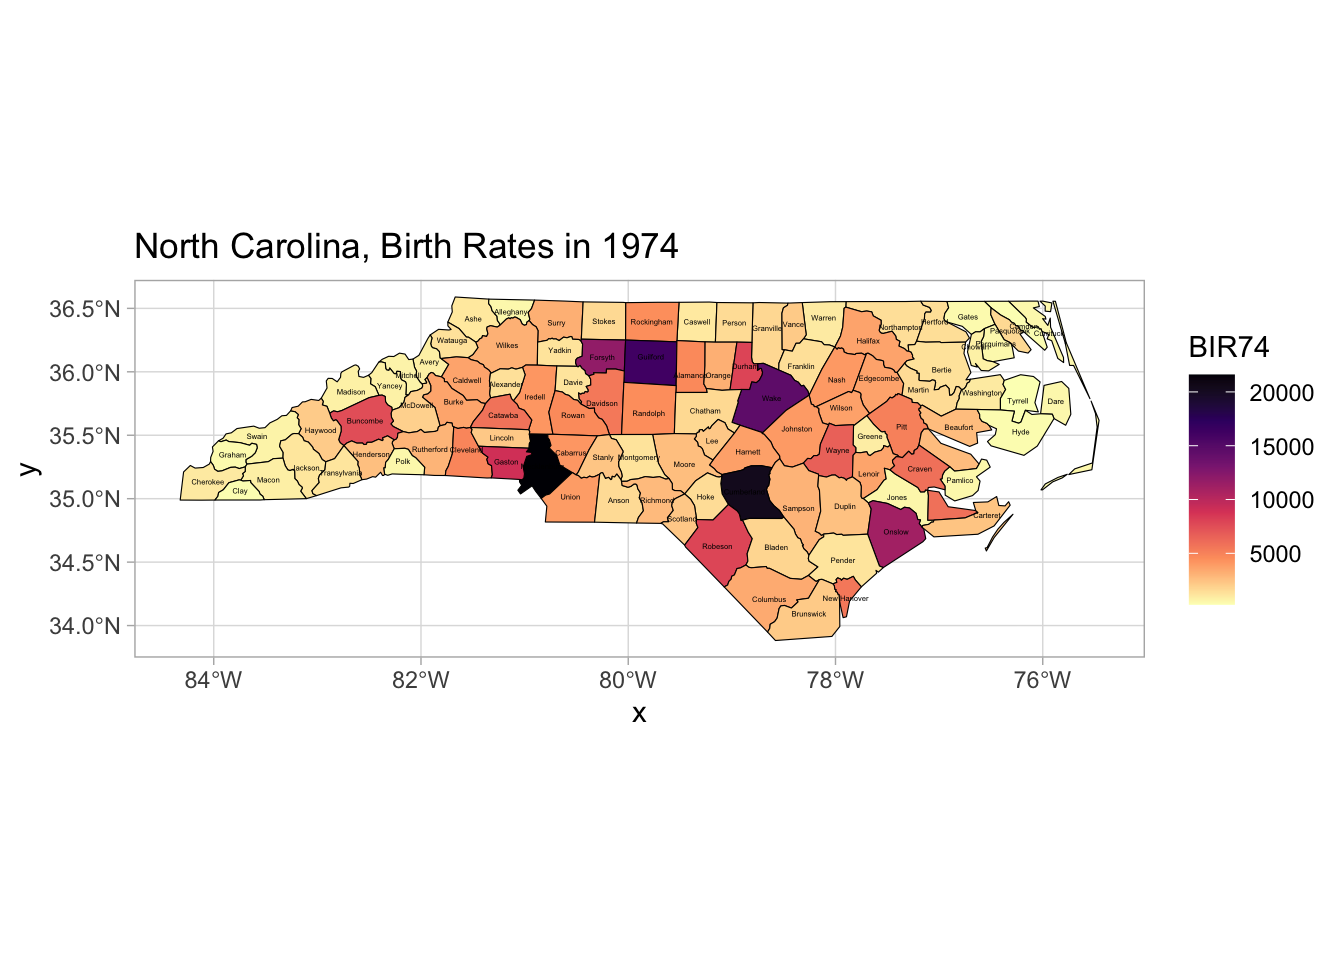 North Carolina, Birth Rates in 1974
36.5°N
36.0°N
35.5°N
35.0°N
34.5°N
34.0°N
y
84°W
82°W
80°W
78°W
76°W
x
BIR74
20000
15000
10000
5000
Ashe
Alleghany
Surry
Stokes
Rockingham
Caswell
Person
Granville
Vance
Warren
Northampton
Hertford
Gates
Currituck
Watauga
Wilkes
Yadkin
Forsyth
Guilford
Alamance
Orange
Durham
Franklin
Halifax
Bertie
Chowan
Perquimans
Pasquotank
Camden
Avery
Mitchell
Yancey
Madison
Caldwell
Alexander
Iredell
Davie
Davidson
Randolph
Chatham
Wake
Nash
Edgecombe
Martin
Washington
Tyrrell
Dare
Buncombe
McDowell
Burke
Catawba
Rowan
Johnston
Wilson
Greene
Pitt
Beaufort
Hyde
Swain
Haywood
Graham
Jackson
Henderson
Rutherford
Polk
Cleveland
Lincoln
Gaston
Cabarrus
Stanly
Montgomery
Moore
Lee
Harnett
Wayne
Lenoir
Craven
Pamlico
Cherokee
Clay
Macon
Transylvania
Union
Anson
Richmond
Scotland
Hoke
Sampson
Duplin
Jones
Carteret
Robeson
Bladen
Pender
Onslow
Columbus
Brunswick
New Hanover